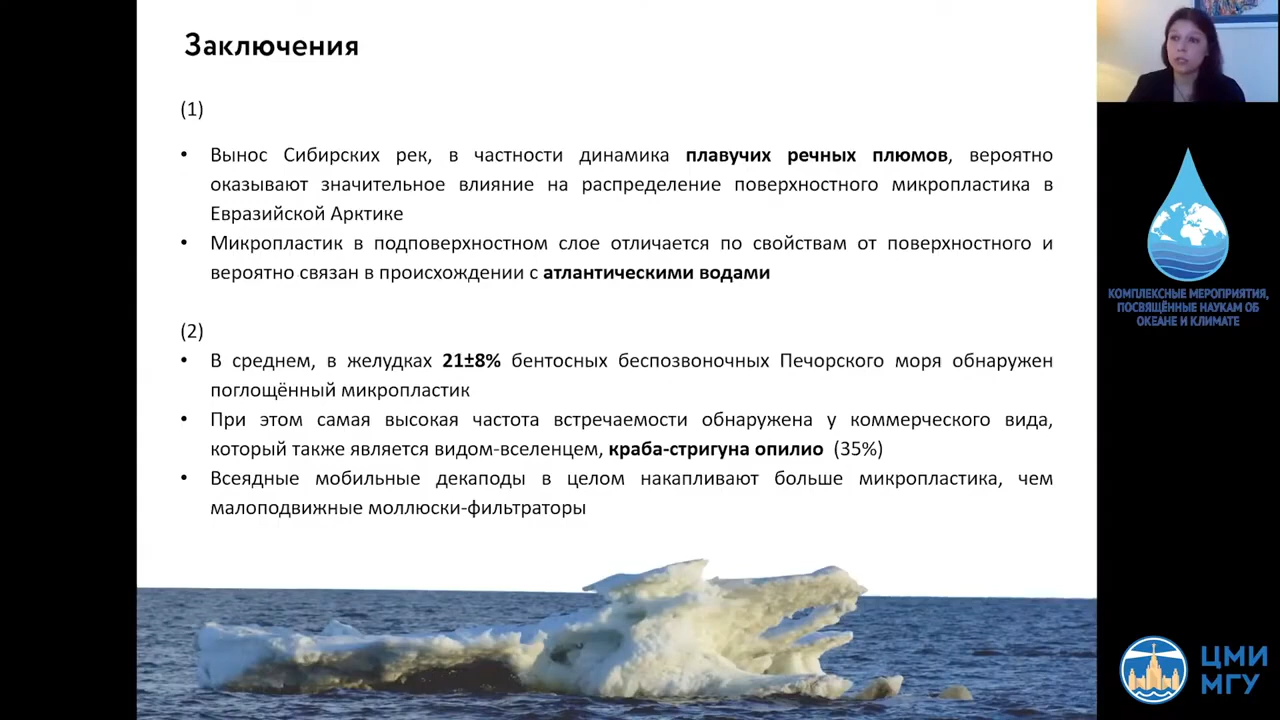 Заключения
(1)
• Вынос Сибирских рек, в частности динамика плавучих речных плюмов, вероятно
оказывают значительное влияние на распределение поверхностного микропластика в
Евразийской Арктике
• Микропластик в подповерхностном слое отличается по свойствам от поверхностного и
вероятно связан в происхождении с атлантическими водами
(2)
• В среднем, в желудках 21±8% бентосных беспозвоночных Печорского моря обнаружен
поглощённый микропластик
• При этом самая высокая частота встречаемости обнаружена у коммерческого вида,
который также является видом-вселенцем, краба-стригуна опилио (35%)
• Всеядные мобильные декаподы в целом накапливают больше микропластика, чем
малоподвижные моллюски-фильтраторы
КОМПЛЕКСНЫЕ МЕРОПРИЯТИЯ,
ПОСВЯЩЁННЫЕ НАУКАМ ОБ
ОКЕАНЕ И КЛИМАТЕ
ЦМИ
МГУ